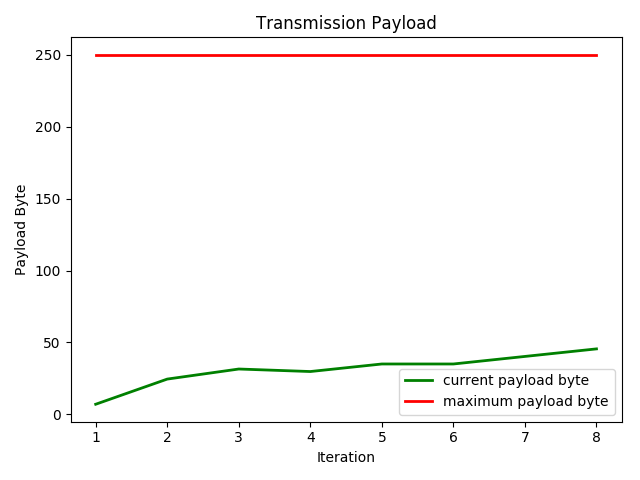 Transmission Payload
250
200
150
100
50
0
Payload Byte
current payload byte
maximum payload byte
1 2 3 4 5 6 7 8
Iteration